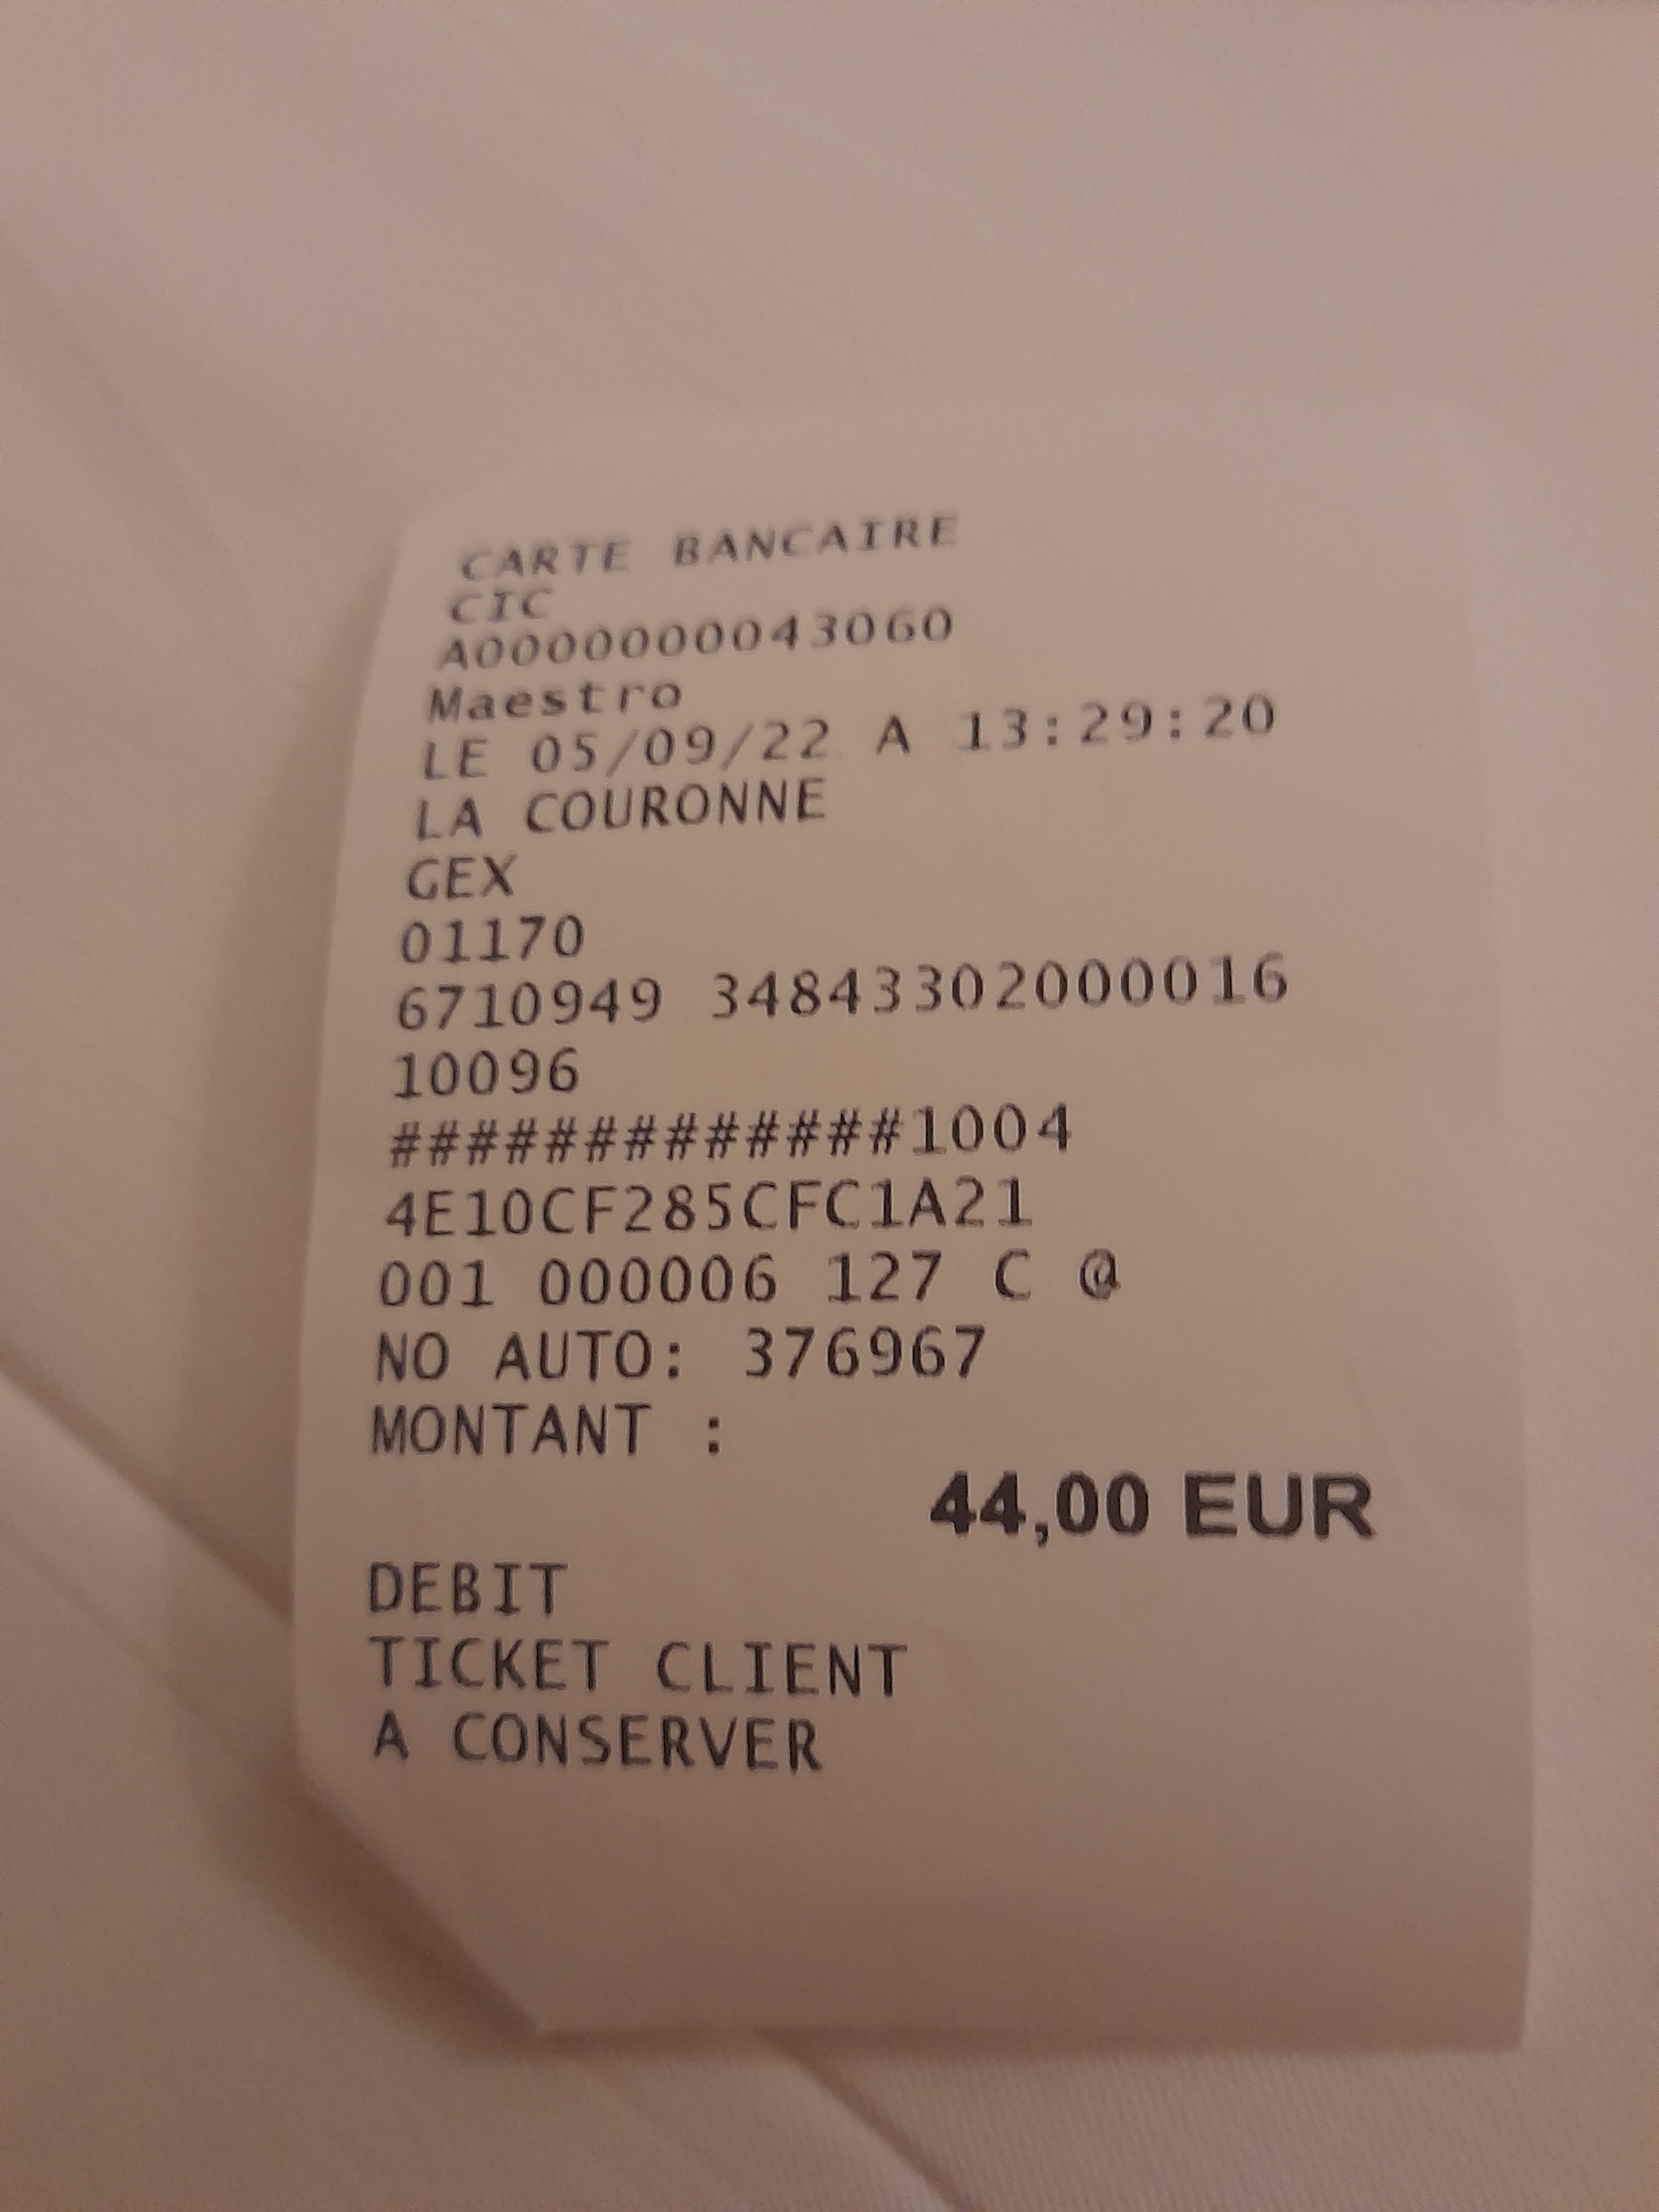 CARTE BANCAIRE
CIC
A0000000043060
Maestro
LE 05/09/22 A 13:29:20
LA COURONNE
GEX
01170
6710949 34843302000016
10096
#############1004
4E10CF285CFC1A21
001 000006 127 C @
NO AUTO: 376967
MONTANT :
44,00 EUR
DEBIT
TICKET CLIENT
A CONSERVER